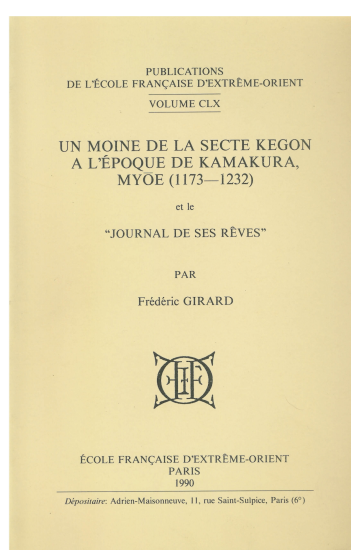 PUBLICATIONS
DE L'ÉCOLE FRANÇAISE D'EXTRÊME-ORIENT
VOLUME CLX
UN MOINE DE LA SECTE KEGON
A L'ÉPOQUE DE KAMAKURA,
MYŌE (1173—1232)
et le
“JOURNAL DE SES RÊVES”
PAR
Frédéric GIRARD
ÉCOLE FRANÇAISE D'EXTRÊME-ORIENT
PARIS
1990
Dépositaire: Adrien-Maisonneuve, 11, rue Saint-Sulpice, Paris (6°)